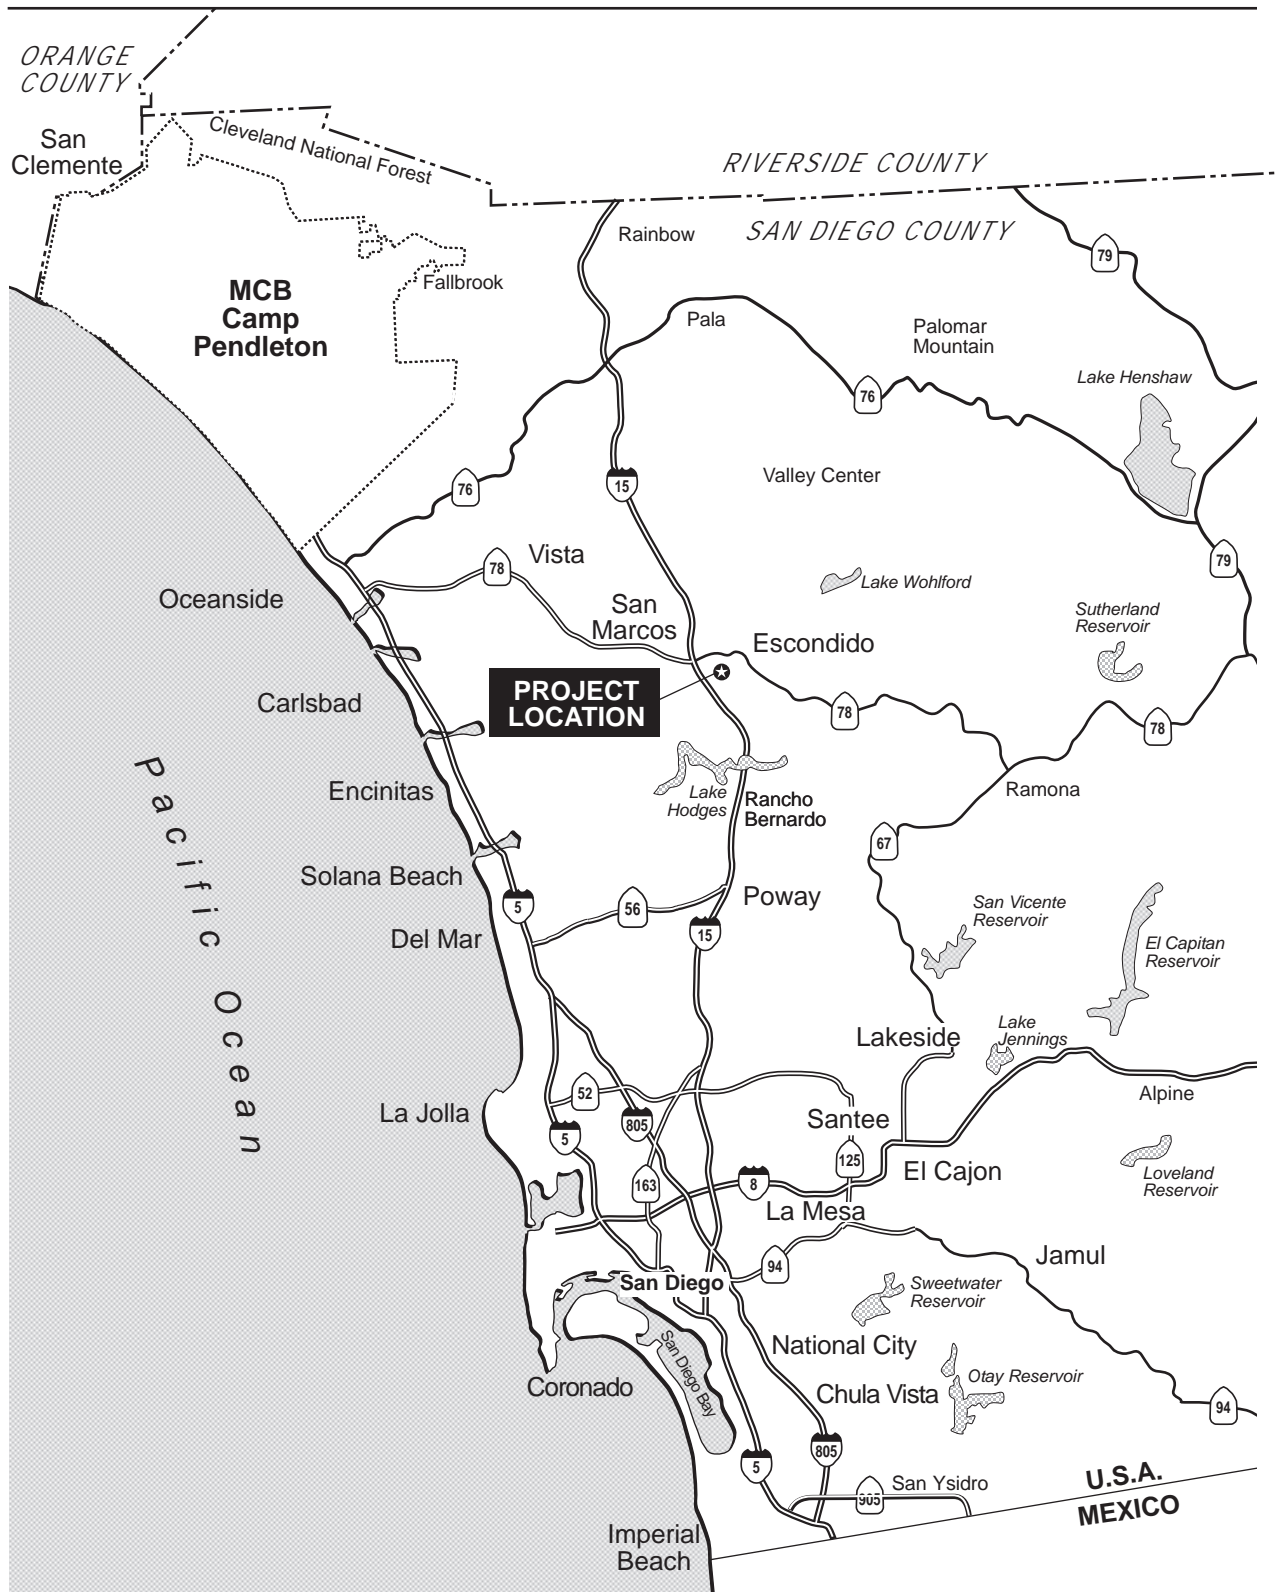 ORANGE
COUNTY
San
Clemente
Cleveland National Forest
RIVERSIDE COUNTY
SAN DIEGO COUNTY
Rainbow
79
MCB
Camp
Pendleton
Fallbrook
Pala
Palomar
Mountain
Lake Henshaw
76
76
15
Valley Center
78
Vista
79
Lake Wohlford
Oceanside
San
Marcos
Sutherland
Reservoir
Escondido
PROJECT
LOCATION
Carlsbad
78
78
Pacific Ocean
Encinitas
Lake
Hodges
Rancho
Bernardo
Ramona
67
Solana Beach
5
56
Poway
San Vicente
Reservoir
Del Mar
15
El Capitan
Reservoir
Lakeside
Lake
Jennings
52
Alpine
La Jolla
5
805
Santee
125
163
8
El Cajon
Loveland
Reservoir
La Mesa
94
Jamul
San Diego
Sweetwater
Reservoir
San Diego Bay
National City
Coronado
Chula Vista
Otay Reservoir
94
5
805
905
San Ysidro
U.S.A.
MEXICO
Imperial
Beach